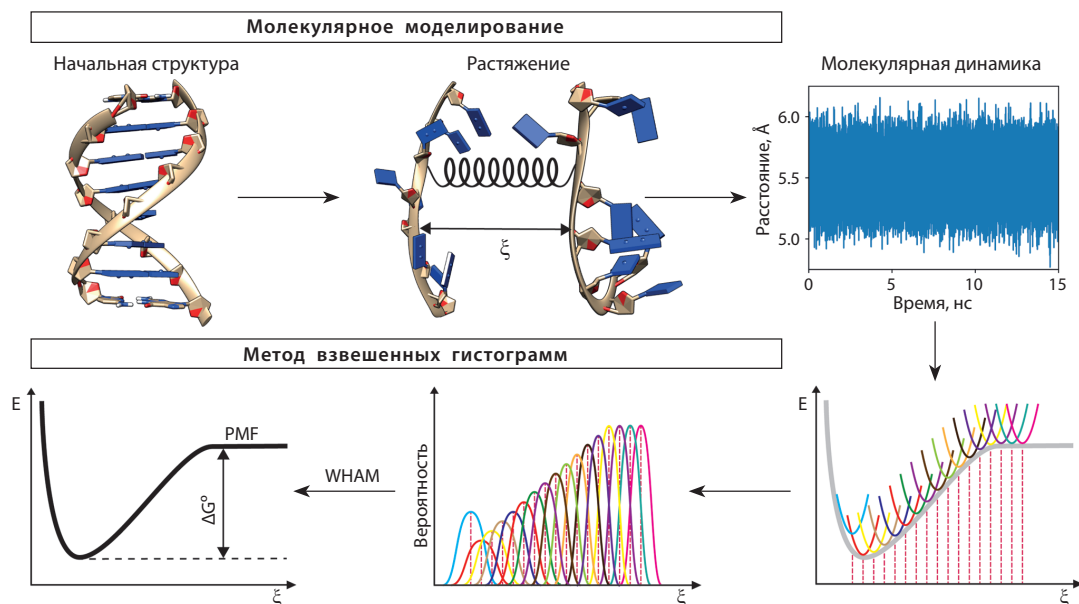 Молекулярное моделирование
Начальная структура
Растяжение
Молекулярная динамика
ξ
Расстояние, Å
6.0
5.5
5.0
0
5
10
15
Время, нс
Метод взвешенных гистограмм
E
PMF
ΔG°
ξ
WHAM
Вероятность
ξ
E
ξ